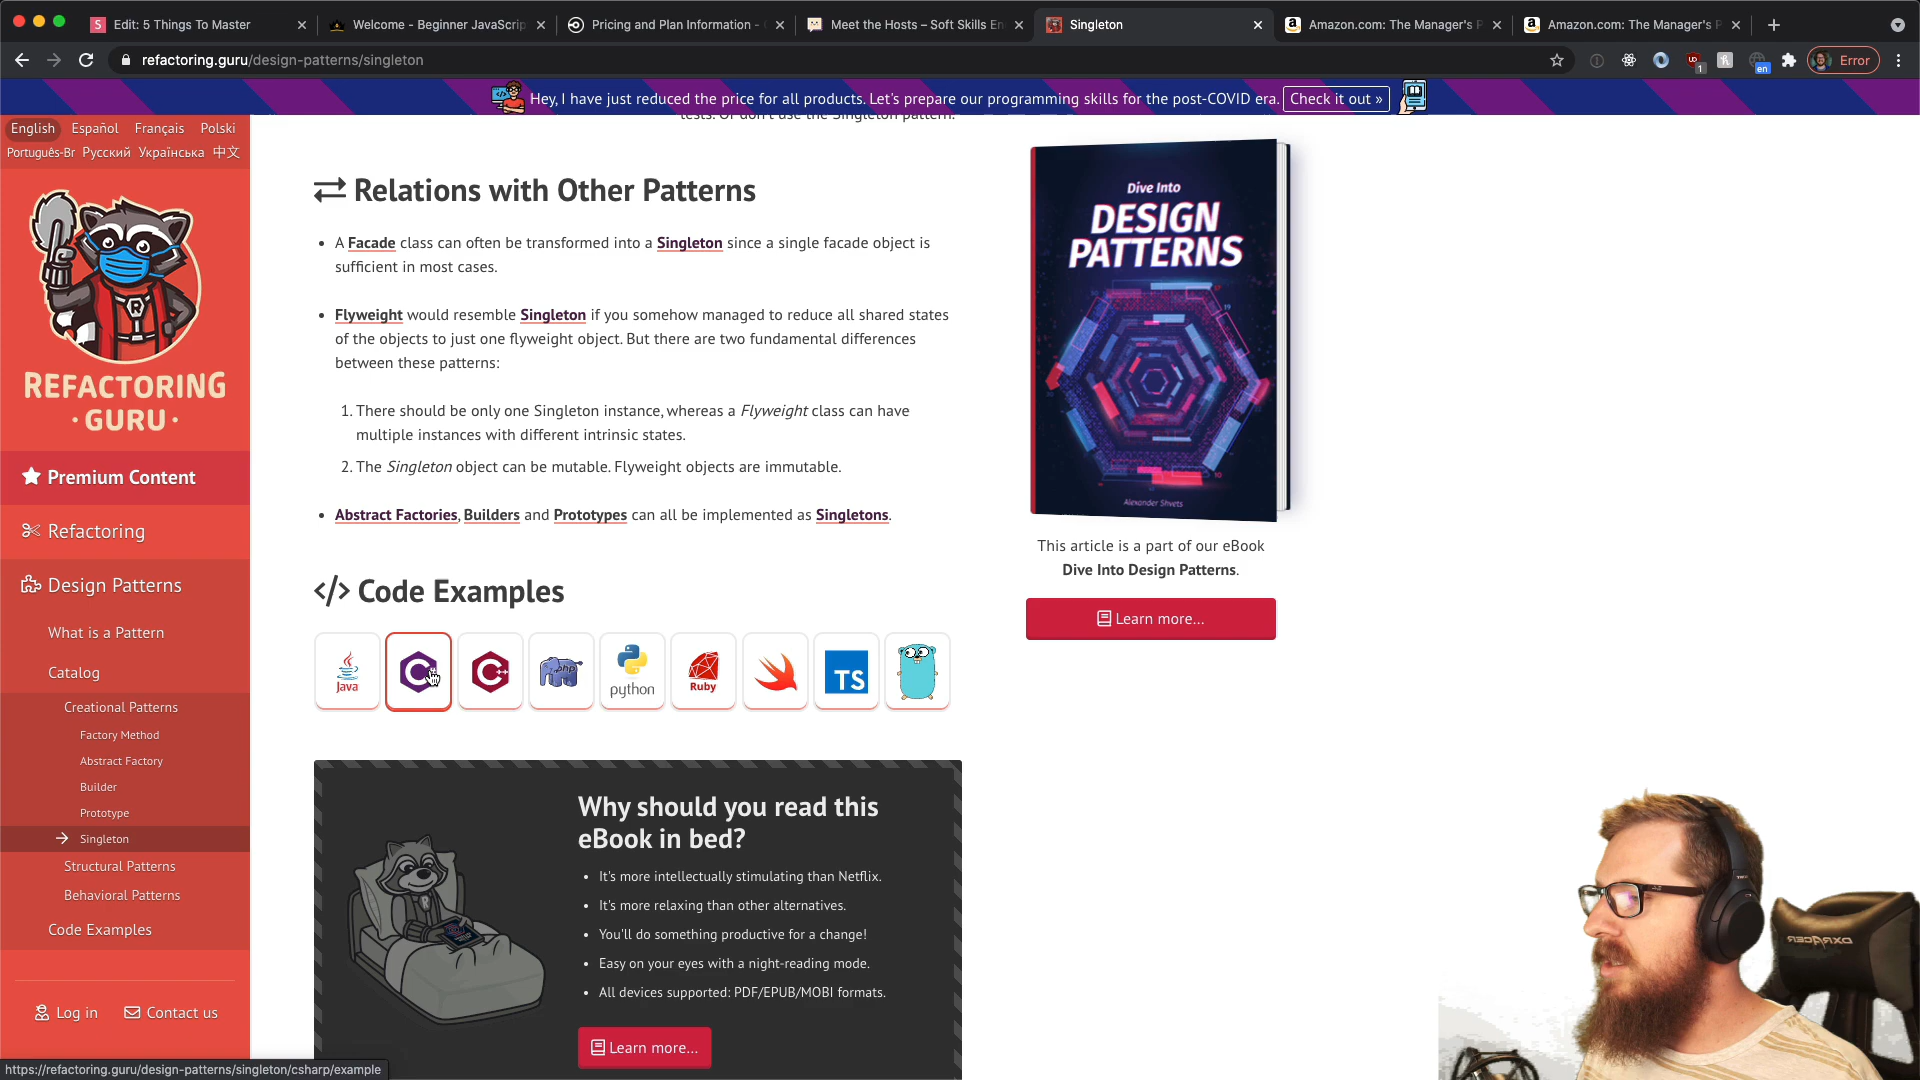 Edit: 5 Things To Master
Welcome - Beginner JavaScrip
Pricing and Plan Information -
Meet the Hosts – Soft Skills En
Singleton
Amazon.com: The Manager's P
Amazon.com: The Manager's P
refactoring.guru/design-patterns/singleton
1
en
Error
Hey, I have just reduced the price for all products. Let's prepare our programming skills for the post-COVID era.
Check it out »
English Español Français Polski
Português-Br Русский Українська 中文
REFACTORING
·GURU·
Premium Content
Refactoring
Design Patterns
What is a Pattern
Catalog
Creational Patterns
Factory Method
Abstract Factory
Builder
Prototype
Singleton
Structural Patterns
Behavioral Patterns
Code Examples
Log in
Contact us
https://refactoring.guru/design-patterns/singleton/csharp/example
tests. Or don't use the Singleton pattern.
Relations with Other Patterns
A Facade class can often be transformed into a Singleton since a single facade object is
sufficient in most cases.
Flyweight would resemble Singleton if you somehow managed to reduce all shared states
of the objects to just one flyweight object. But there are two fundamental differences
between these patterns:
1. There should be only one Singleton instance, whereas a Flyweight class can have
multiple instances with different intrinsic states.
2. The Singleton object can be mutable. Flyweight objects are immutable.
Abstract Factories, Builders and Prototypes can all be implemented as Singletons.
</> Code Examples
Java
C#
C++
php
python
Ruby
TS
Why should you read this
eBook in bed?
It's more intellectually stimulating than Netflix.
It's more relaxing than other alternatives.
You'll do something productive for a change!
Easy on your eyes with a night-reading mode.
All devices supported: PDF/EPUB/MOBI formats.
Learn more...
Dive Into
DESIGN
PATTERNS
Alexander Shvets
This article is a part of our eBook
Dive Into Design Patterns.
Learn more...
DXRACER